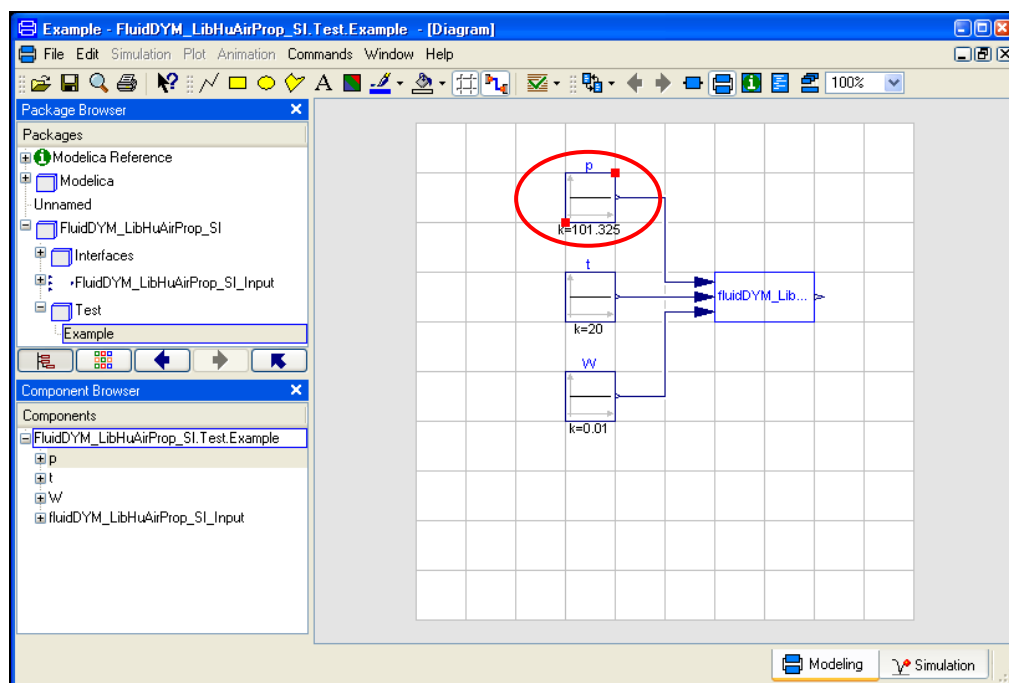 Example - FluidDYM_LibHuAirProp_SI.Test.Example - [Diagram]
File Edit Simulation Plot Animation Commands Window Help
A 100%
Package Browser
Packages
Modelica Reference
Modelica
Unnamed
FluidDYM_LibHuAirProp_SI
Interfaces
FluidDYM_LibHuAirProp_SI_Input
Test
Example
Component Browser
Components
FluidDYM_LibHuAirProp_SI.Test.Example
p
t
W
fluidDYM_LibHuAirProp_SI_Input
p
k=101.325
t
k=20
W
k=0.01
fluidDYM_Lib...
Modeling Simulation